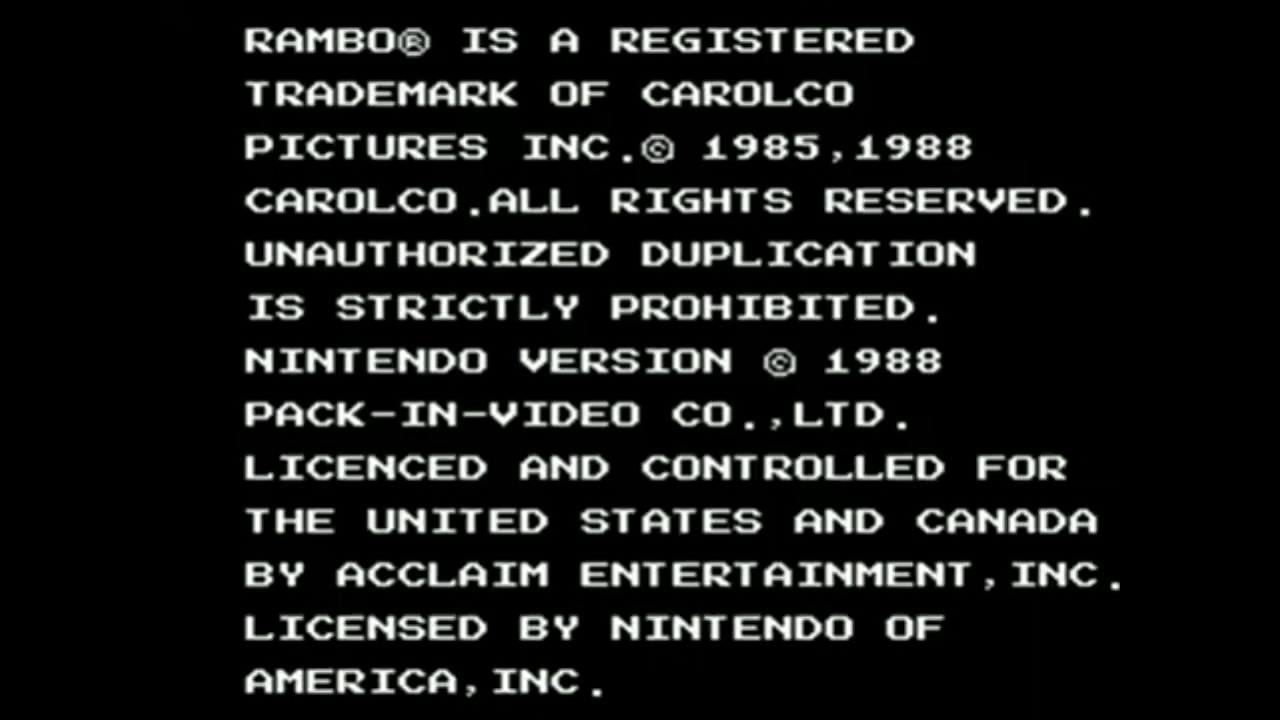 RAMBO® IS A REGISTERED
TRADEMARK OF CAROLCO
PICTURES INC.© 1985,1988
CAROLCO.ALL RIGHTS RESERVED.
UNAUTHORIZED DUPLICATION
IS STRICTLY PROHIBITED.
NINTENDO VERSION © 1988
PACK-IN-VIDEO CO.,LTD.
LICENCED AND CONTROLLED FOR
THE UNITED STATES AND CANADA
BY ACCLAIM ENTERTAINMENT,INC.
LICENSED BY NINTENDO OF
AMERICA,INC.